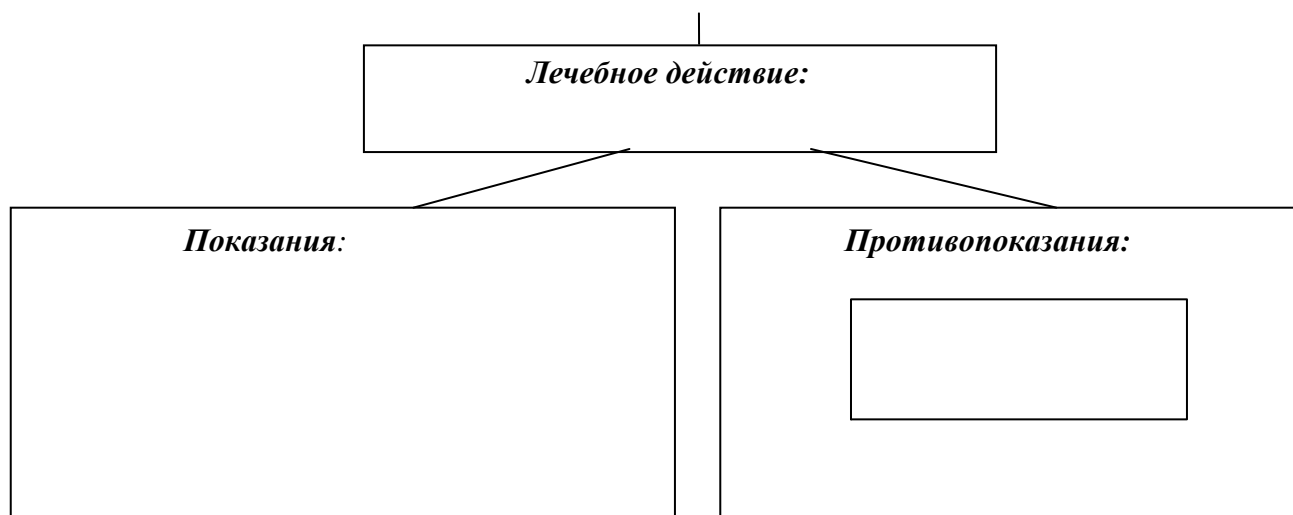 Лечебное действие:
Показания:
Противопоказания: